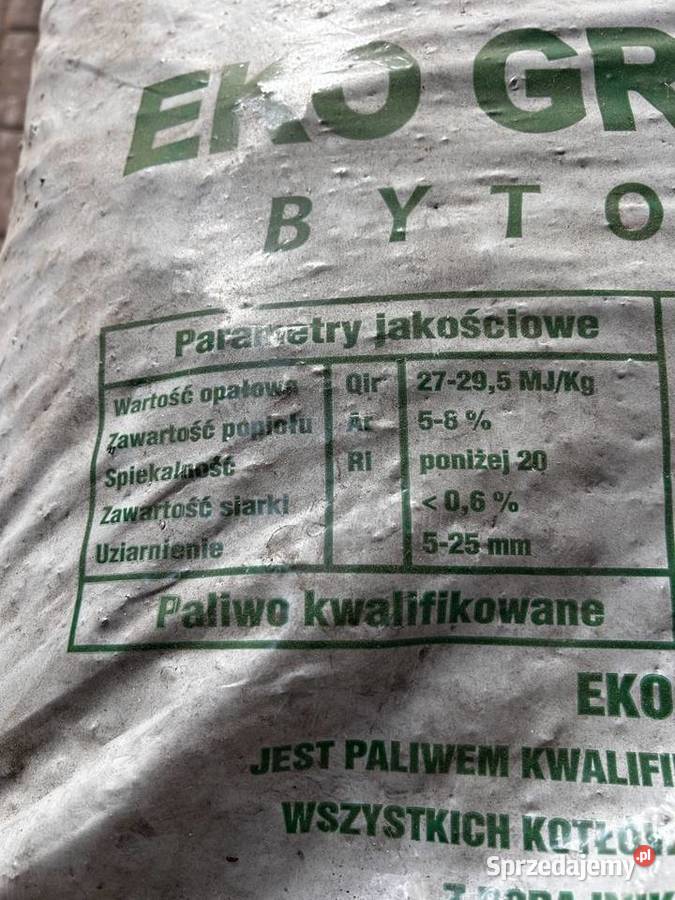 EKO GR
BYTO
Parametry jakościowe
Wartość opałowa Qir 27-29,5 MJ/Kg
Zawartość popiołu Ar 5-8 %
Spiekalność RI poniżej 20
Zawartość siarki < 0,6 %
Uziarnienie 5-25 mm
Paliwo kwalifikowane
EKO
JEST PALIWEM KWALIFI
WSZYSTKICH KOTŁÓW
Sprzedajemy.pl